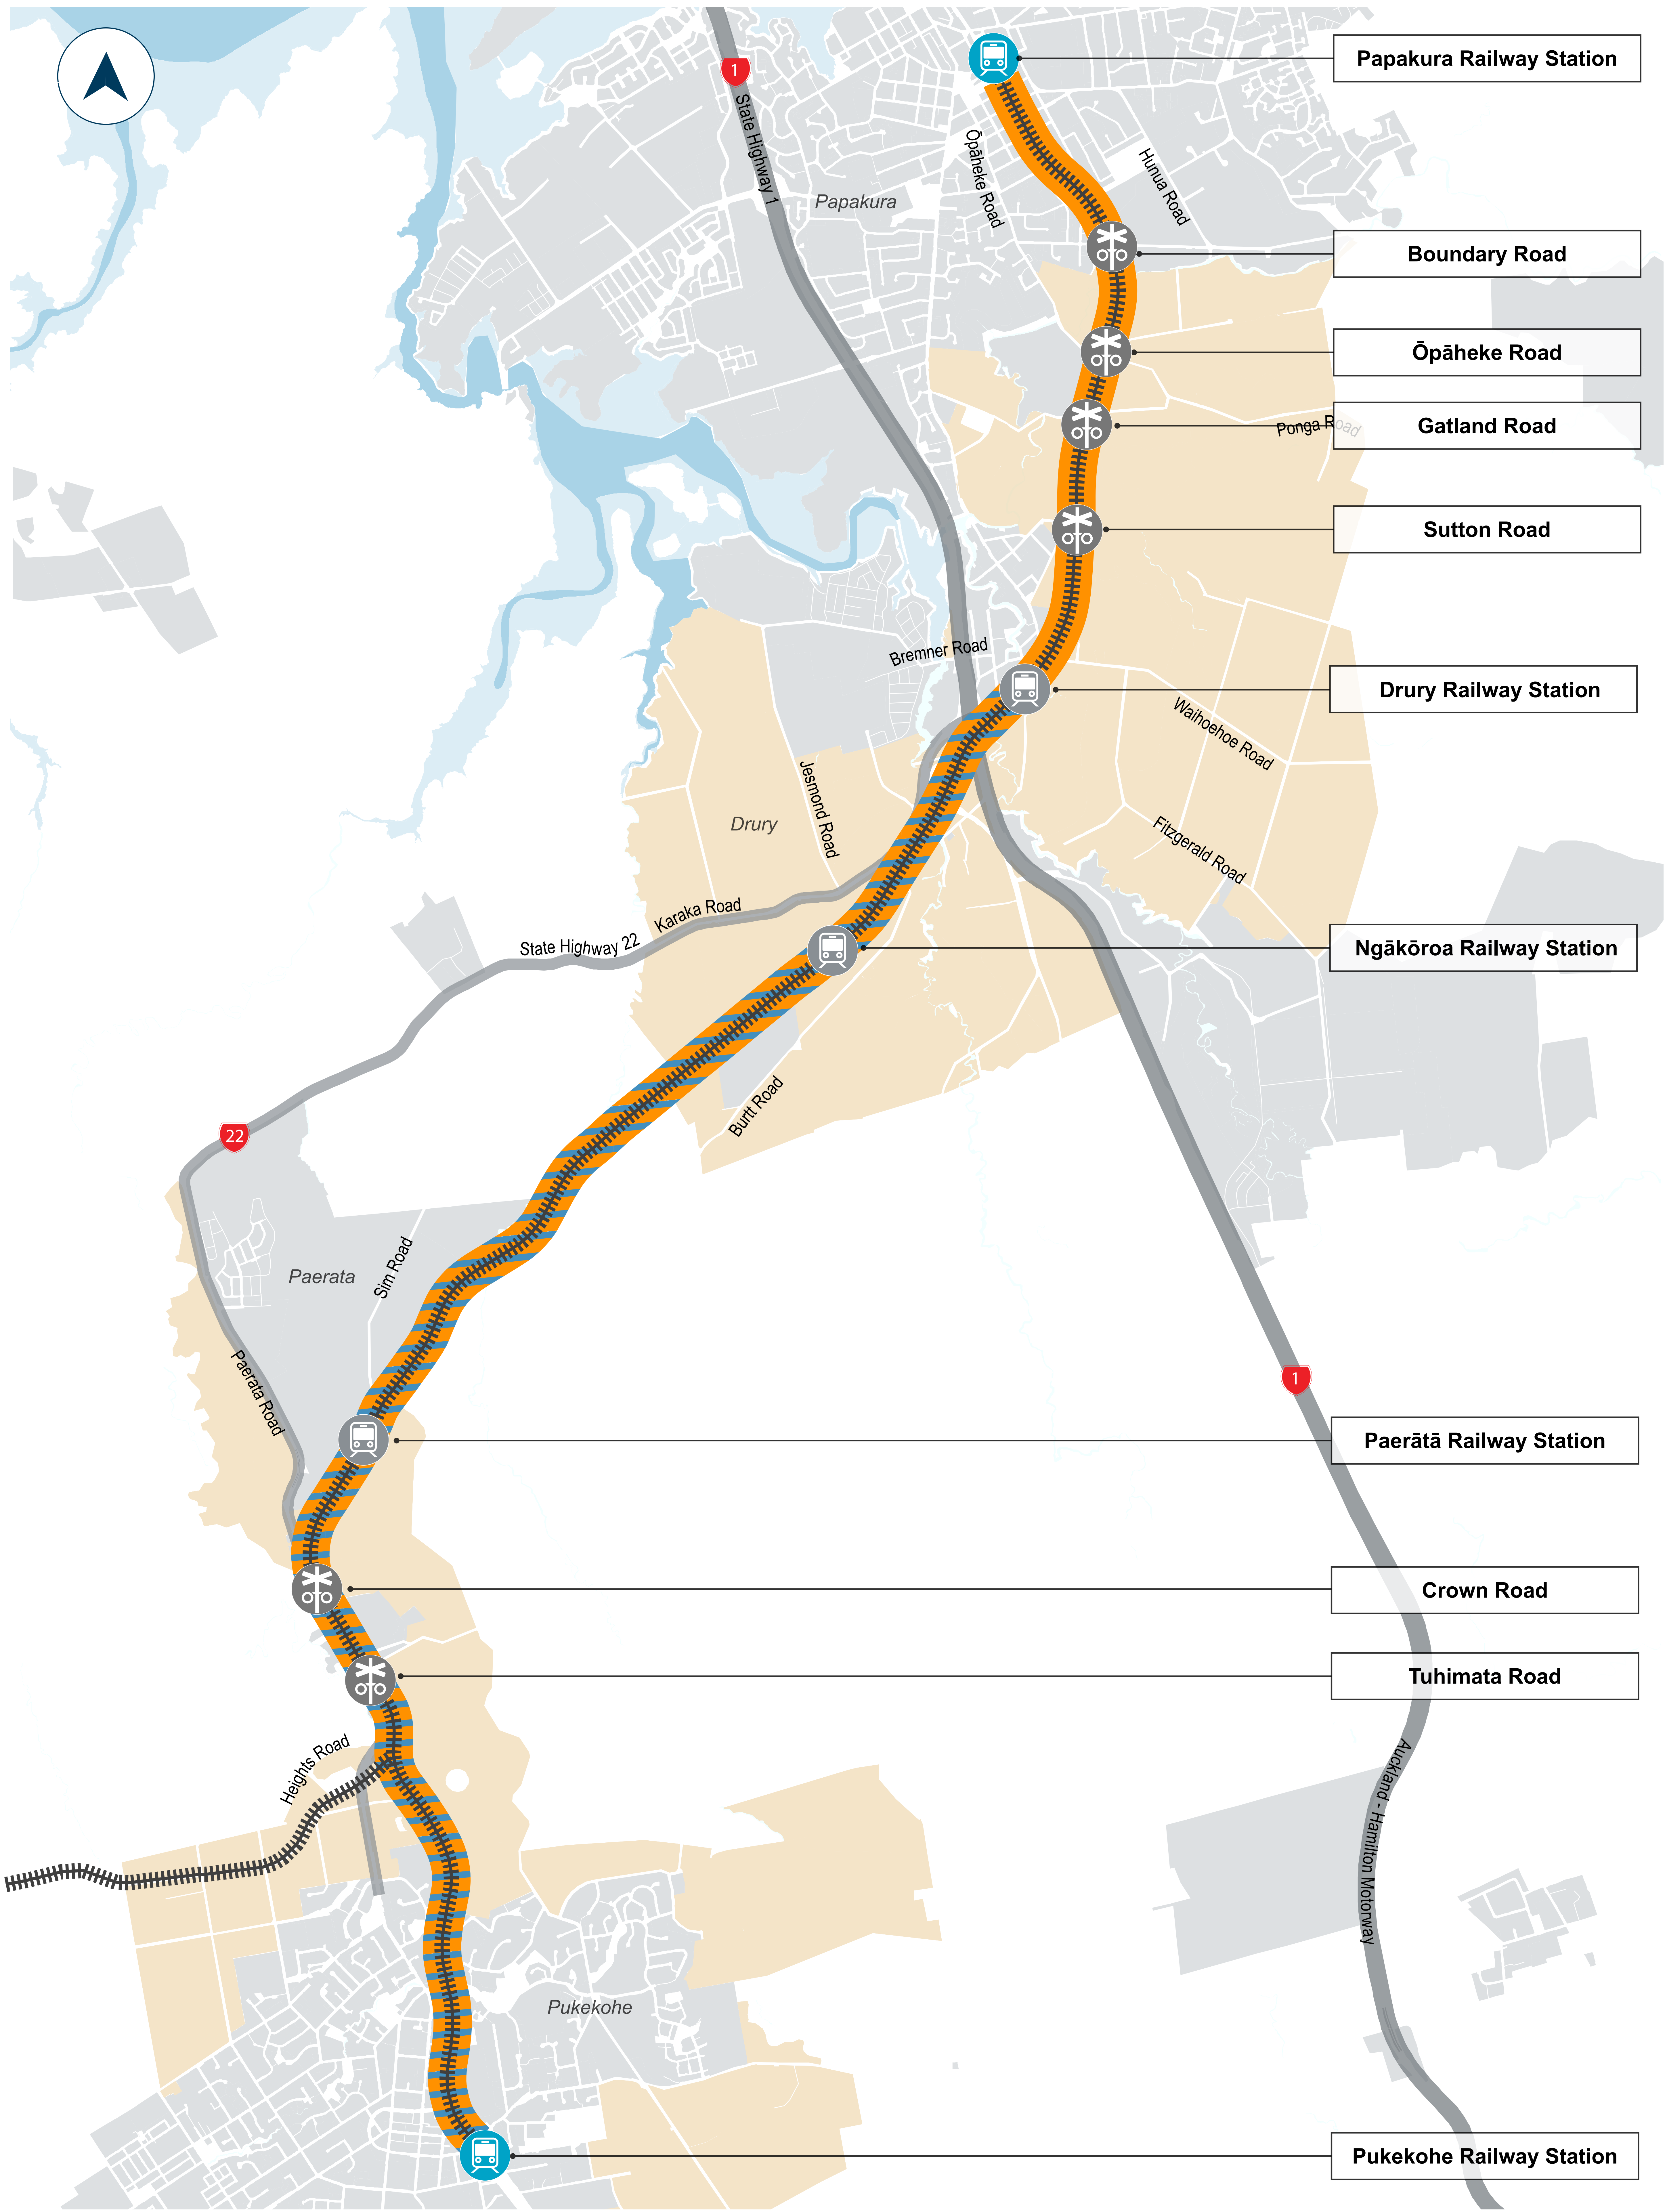 Papakura Railway Station
1
State Highway 1
Ōpāheke Road
Hunua Road
Papakura
Boundary Road
Ōpāheke Road
Gatland Road
Ponga Road
Sutton Road
Bremner Road
Drury Railway Station
Waihoehoe Road
Jesmond Road
Drury
Fitzgerald Road
Karaka Road
State Highway 22
Ngākōroa Railway Station
Burtt Road
22
Sim Road
Paerata
Paerata Road
1
Paerātā Railway Station
Crown Road
Tuhimata Road
Heights Road
Auckland - Hamilton Motorway
Pukekohe
Pukekohe Railway Station